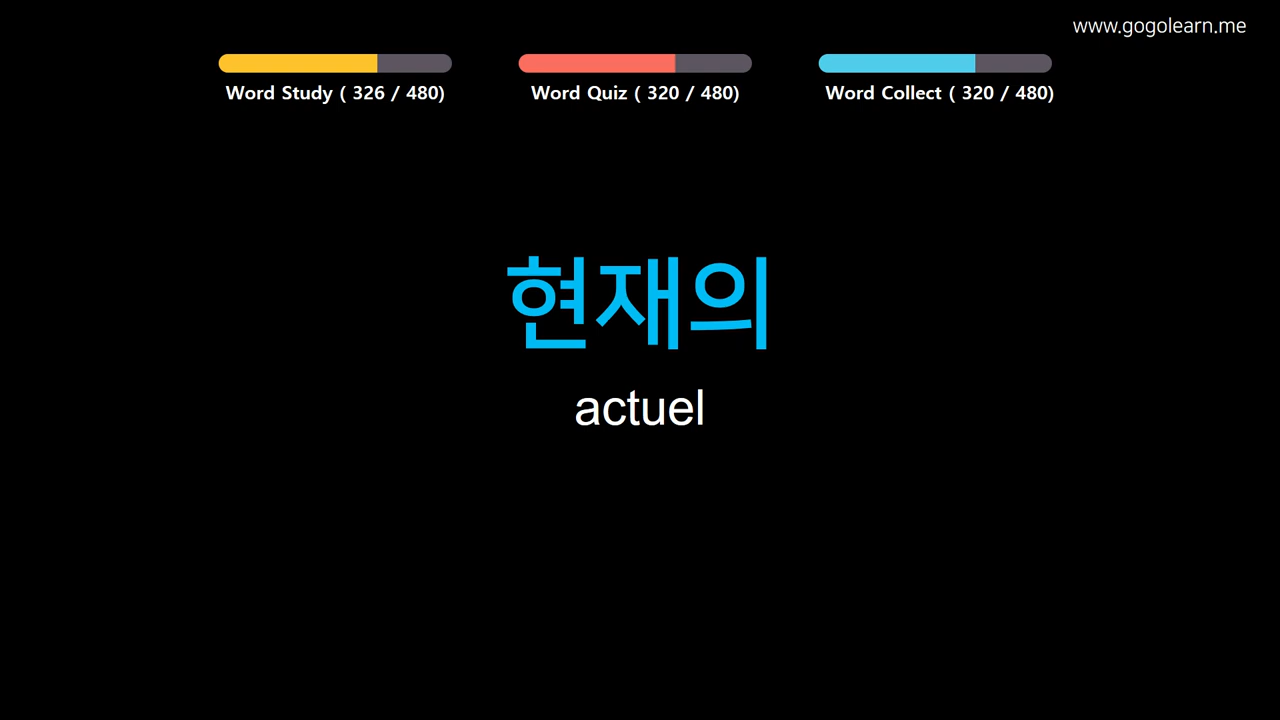 www.gogolearn.me
Word Study ( 326 / 480)
Word Quiz ( 320 / 480)
Word Collect ( 320 / 480)
현재의
actuel